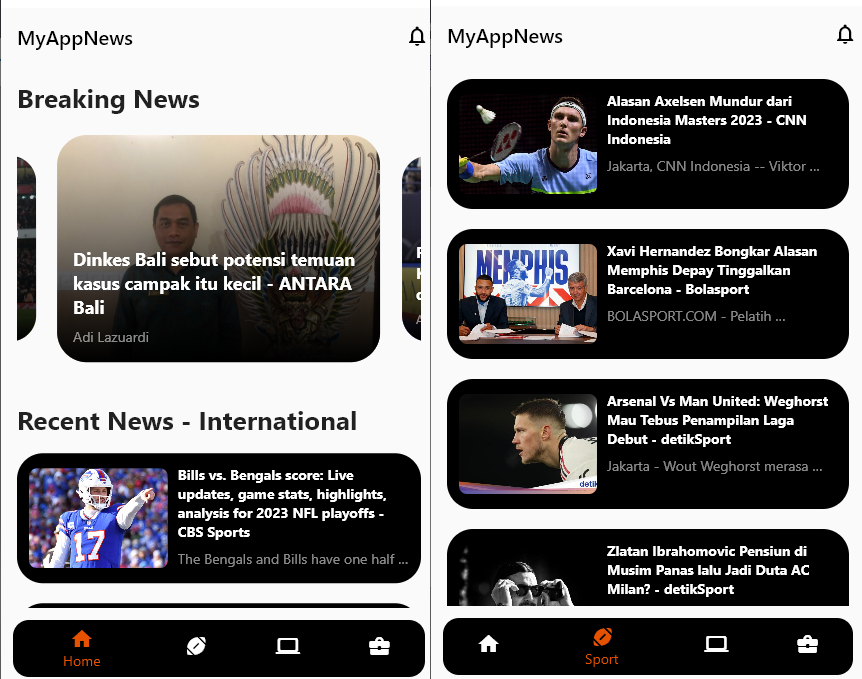 MyAppNews
Breaking News
Dinkes Bali sebut potensi temuan
kasus campak itu kecil - ANTARA
Bali
Adi Lazuardi
Recent News - International
17
Bills vs. Bengals score: Live
updates, game stats, highlights,
analysis for 2023 NFL playoffs -
CBS Sports
The Bengals and Bills have one half ...
Home
MyAppNews
Alasan Axelsen Mundur dari
Indonesia Masters 2023 - CNN
Indonesia
Jakarta, CNN Indonesia -- Viktor ...
MEMPHIS
Xavi Hernandez Bongkar Alasan
Memphis Depay Tinggalkan
Barcelona - Bolasport
BOLASPORT.COM - Pelatih ...
Arsenal Vs Man United: Weghorst
Mau Tebus Penampilan Laga
Debut - detikSport
Jakarta - Wout Weghorst merasa ...
detik
Zlatan Ibrahomovic Pensiun di
Musim Panas lalu Jadi Duta AC
Milan? - detikSport
Sport